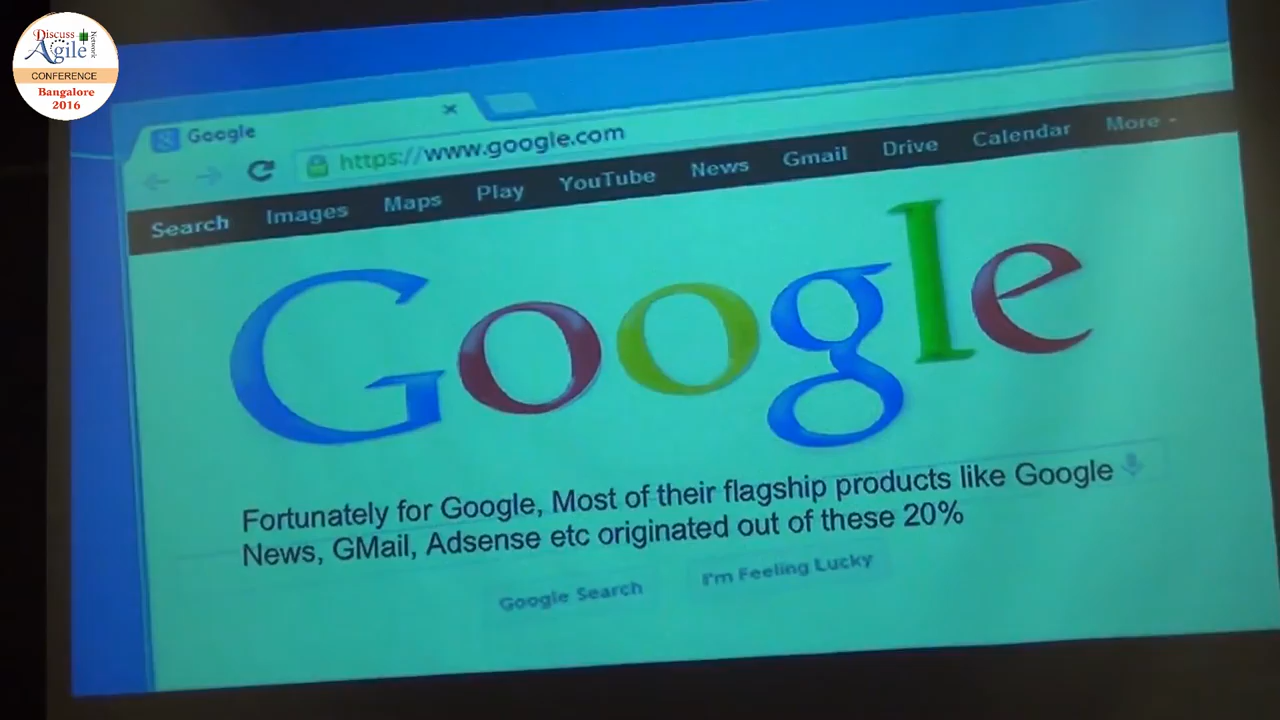 Discuss
Agile
Network
CONFERENCE
Bangalore
2016
Google
https://www.google.com
Search Images Maps Play YouTube News Gmail Drive Calendar More
Google
Fortunately for Google, Most of their flagship products like Google
News, GMail, Adsense etc originated out of these 20%
Google Search I'm Feeling Lucky